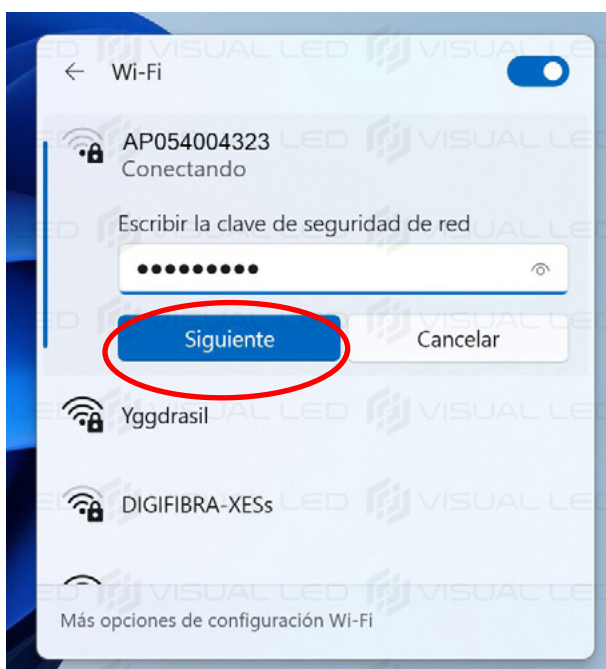 Wi-Fi
AP054004323
Conectando
Escribir la clave de seguridad de red
•••••••••
Siguiente
Cancelar
Yggdrasil
DIGIFIBRA-XESs
Más opciones de configuración Wi-Fi
VISUAL LED